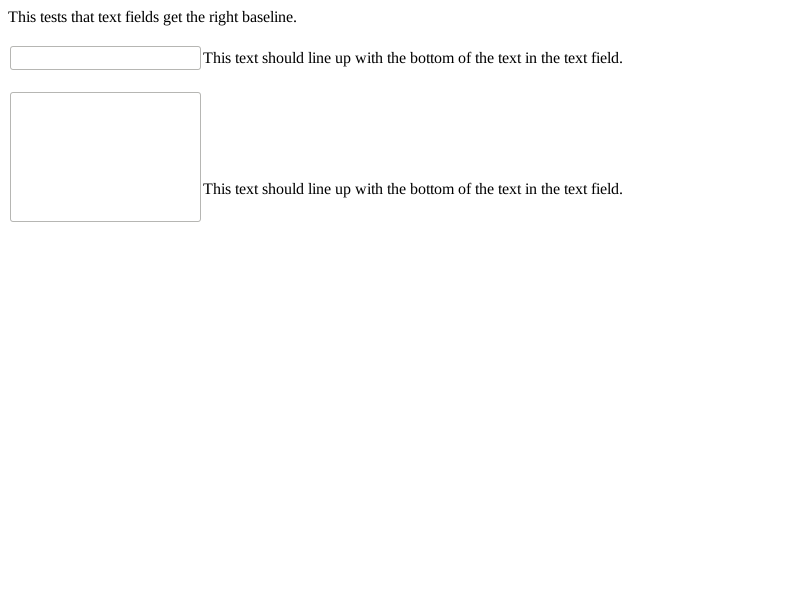 This tests that text fields get the right baseline.
This text should line up with the bottom of the text in the text field.
This text should line up with the bottom of the text in the text field.